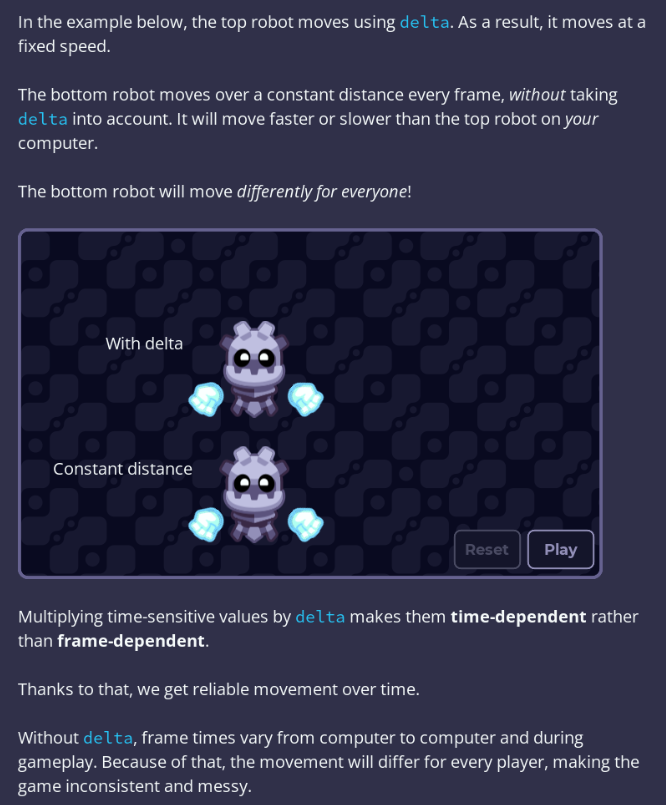 In the example below, the top robot moves using delta. As a result, it moves at a
fixed speed.
The bottom robot moves over a constant distance every frame, without taking
delta into account. It will move faster or slower than the top robot on your
computer.
The bottom robot will move differently for everyone!
With delta
Constant distance
Reset
Play
Multiplying time-sensitive values by delta makes them time-dependent rather
than frame-dependent.
Thanks to that, we get reliable movement over time.
Without delta, frame times vary from computer to computer and during
gameplay. Because of that, the movement will differ for every player, making the
game inconsistent and messy.